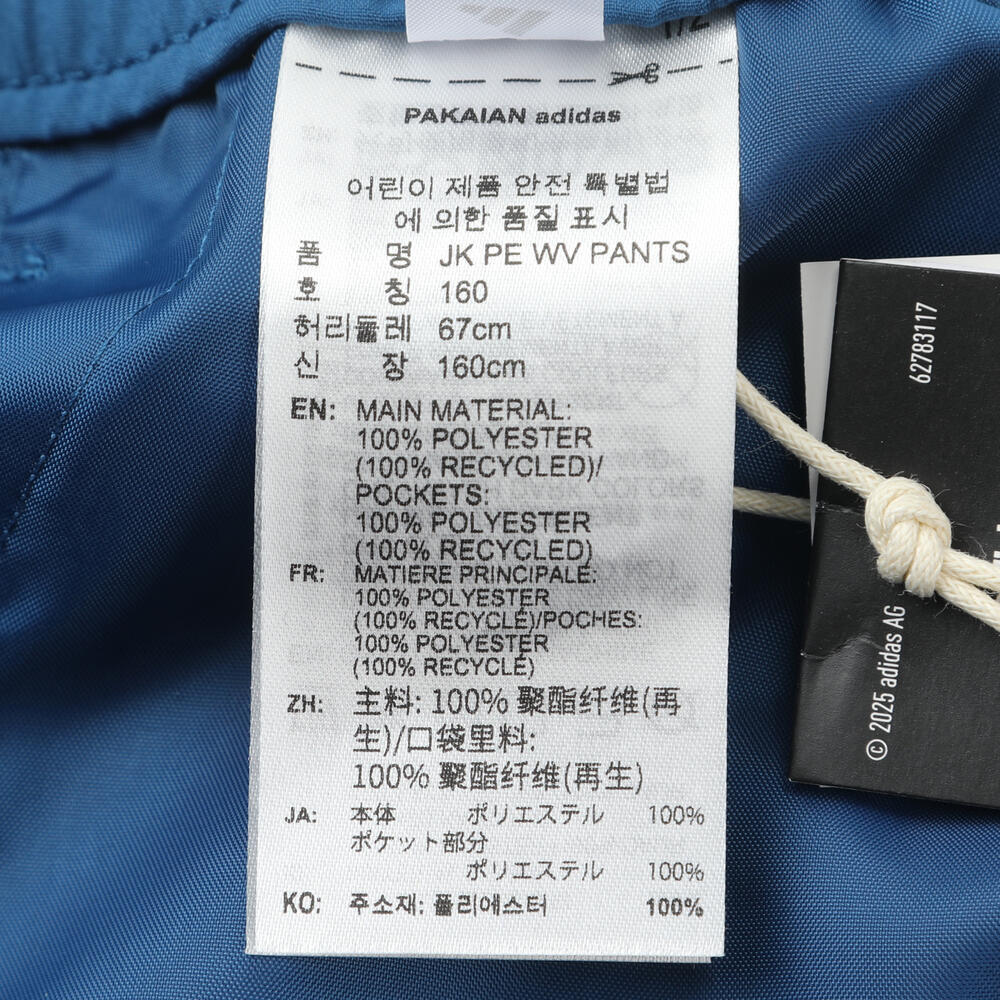 1/2
PAKAIAN adidas
어린이 제품 안전 특별법
에 의한 품질 표시
품 명 JK PE WV PANTS
호 칭 160
허리둘레 67cm
신 장 160cm
EN: MAIN MATERIAL:
100% POLYESTER
(100% RECYCLED)/
POCKETS:
100% POLYESTER
(100% RECYCLED)
FR: MATIERE PRINCIPALE:
100% POLYESTER
(100% RECYCLÉ)/POCHES:
100% POLYESTER
(100% RECYCLÉ)
ZH: 主料: 100% 聚酯纤维(再
生)/口袋里料:
100% 聚酯纤维(再生)
JA: 本体 ポリエステル 100%
ポケット部分
ポリエステル 100%
KO: 주소재: 폴리에스터 100%
62783117
© 2025 adidas AG